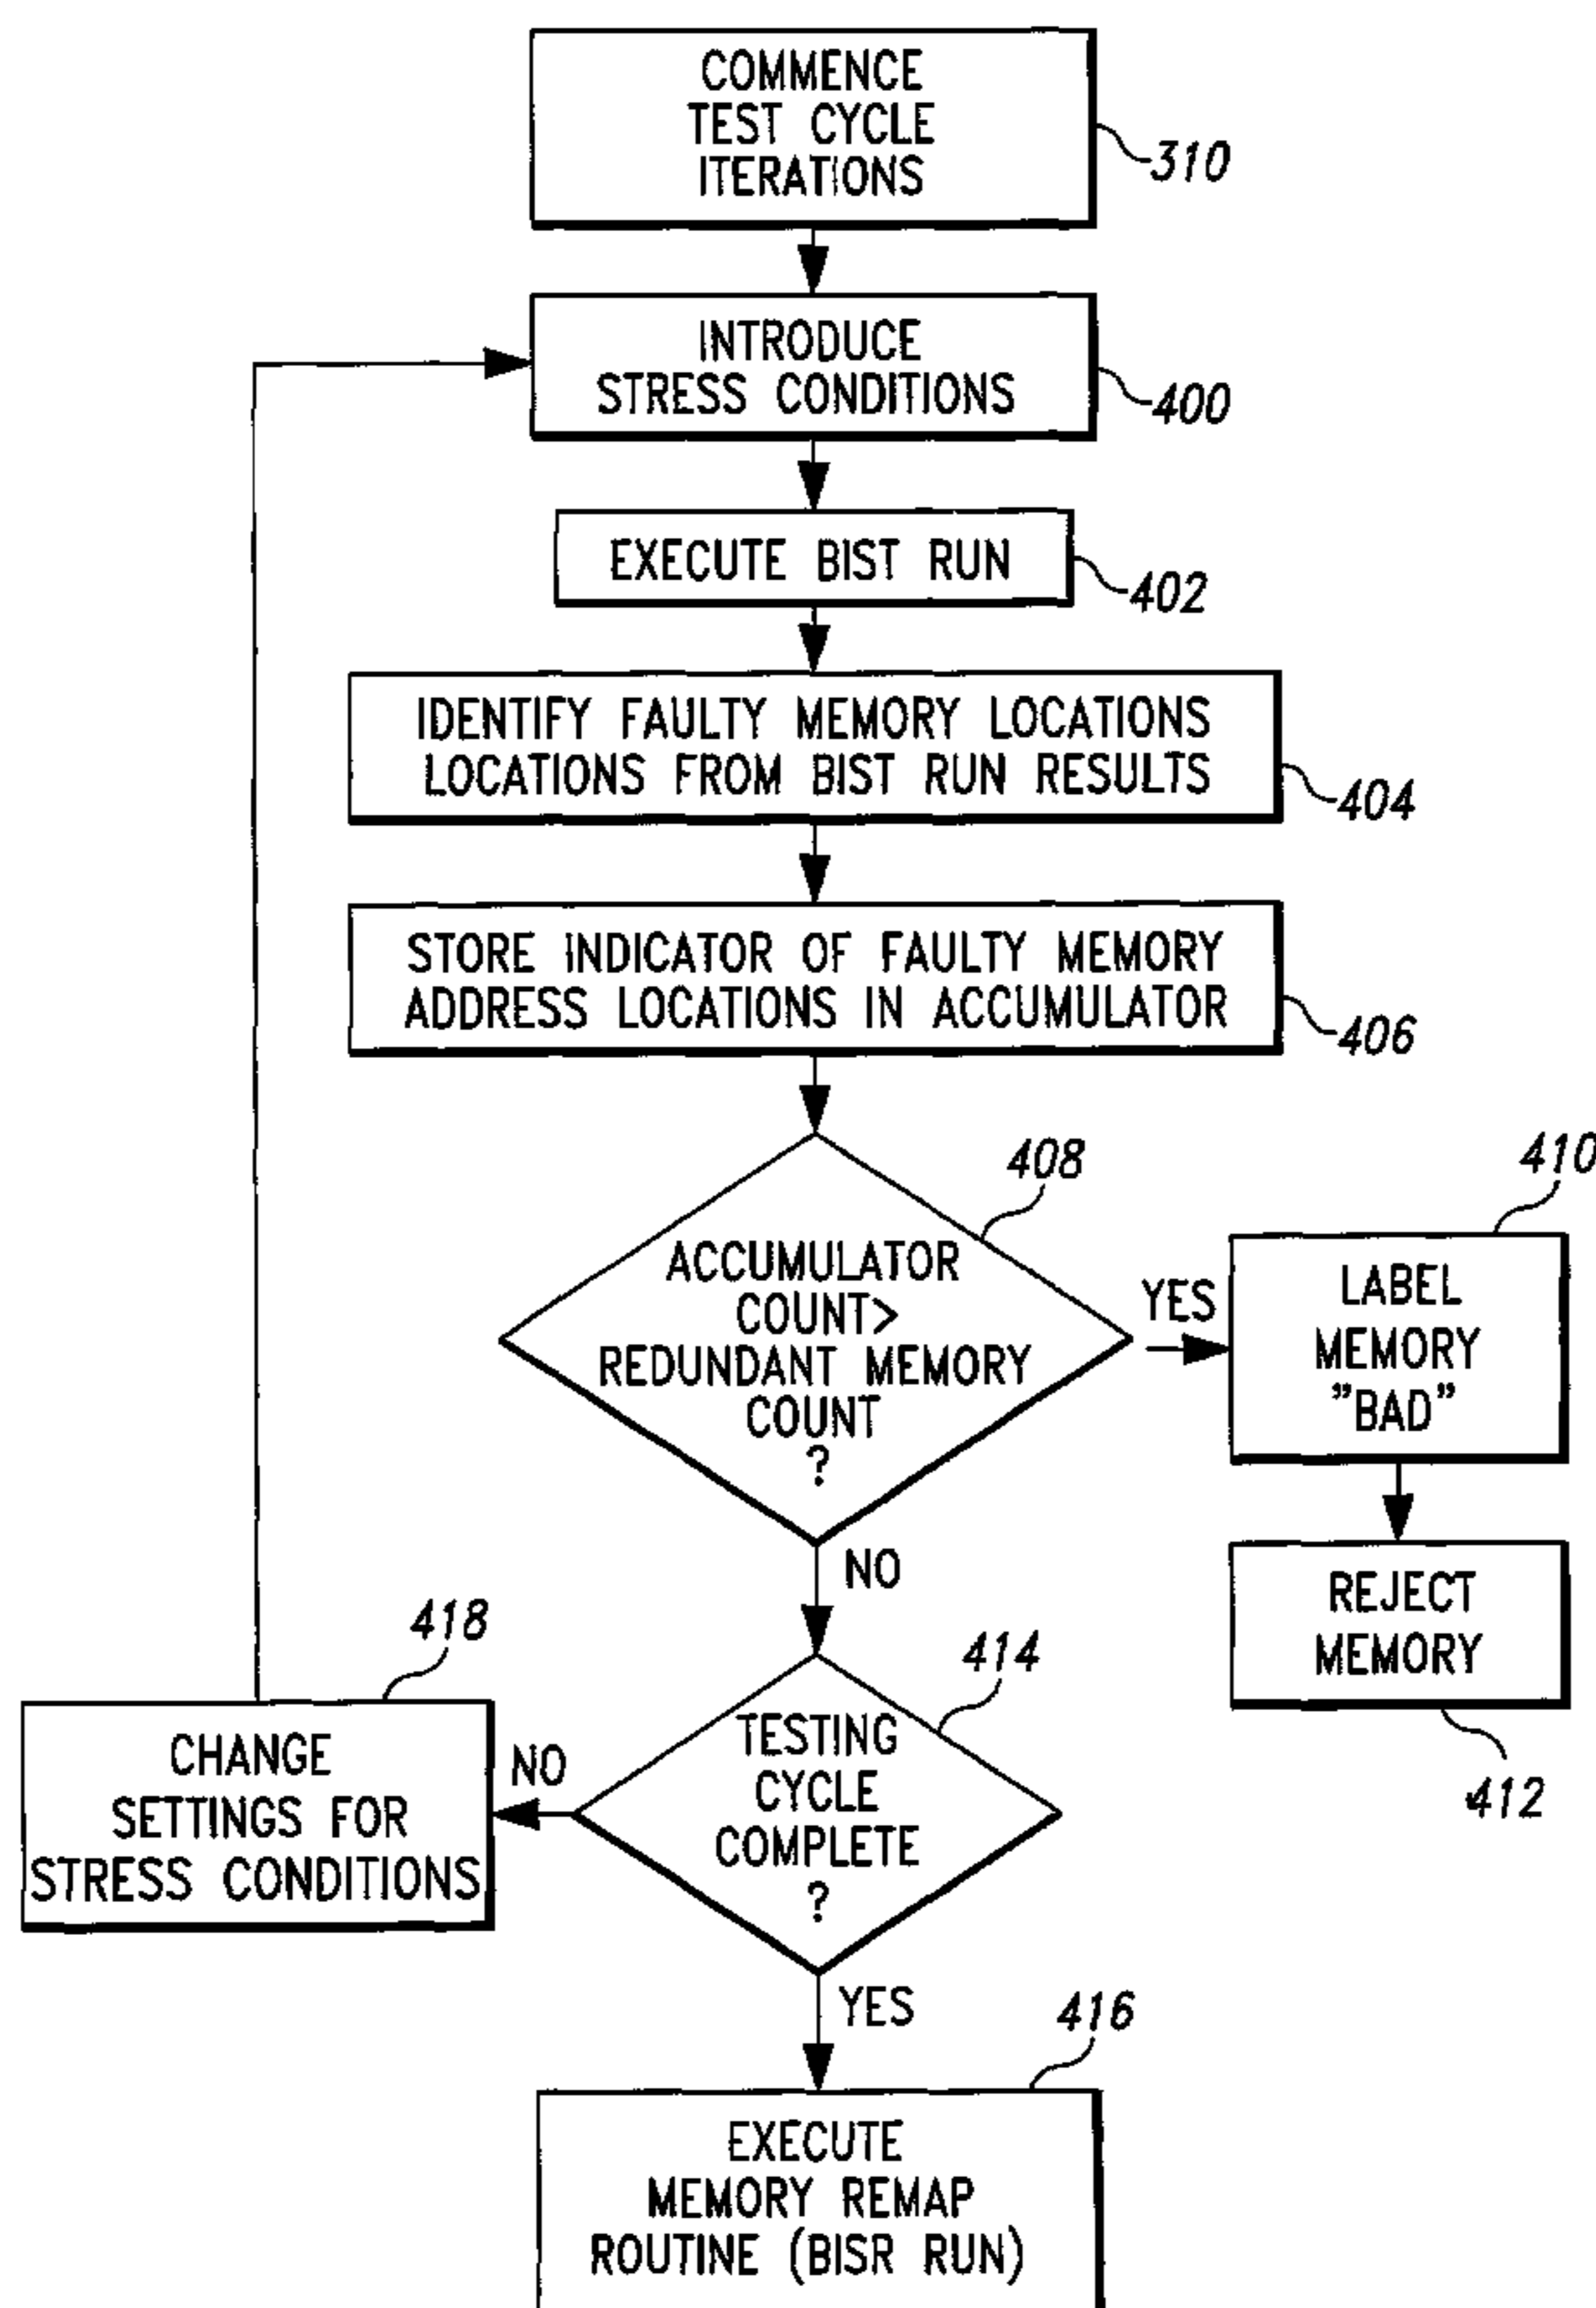 COMMENCE
TEST CYCLE
ITERATIONS
310
INTRODUCE
STRESS CONDITIONS
400
EXECUTE BIST RUN
402
IDENTIFY FAULTY MEMORY LOCATIONS
LOCATIONS FROM BIST RUN RESULTS
404
STORE INDICATOR OF FAULTY MEMORY
ADDRESS LOCATIONS IN ACCUMULATOR
406
408
ACCUMULATOR
COUNT>
REDUNDANT MEMORY
COUNT
?
YES
410
LABEL
MEMORY
"BAD"
REJECT
MEMORY
412
NO
414
TESTING
CYCLE
COMPLETE
?
NO
418
CHANGE
SETTINGS FOR
STRESS CONDITIONS
YES
416
EXECUTE
MEMORY REMAP
ROUTINE (BISR RUN)